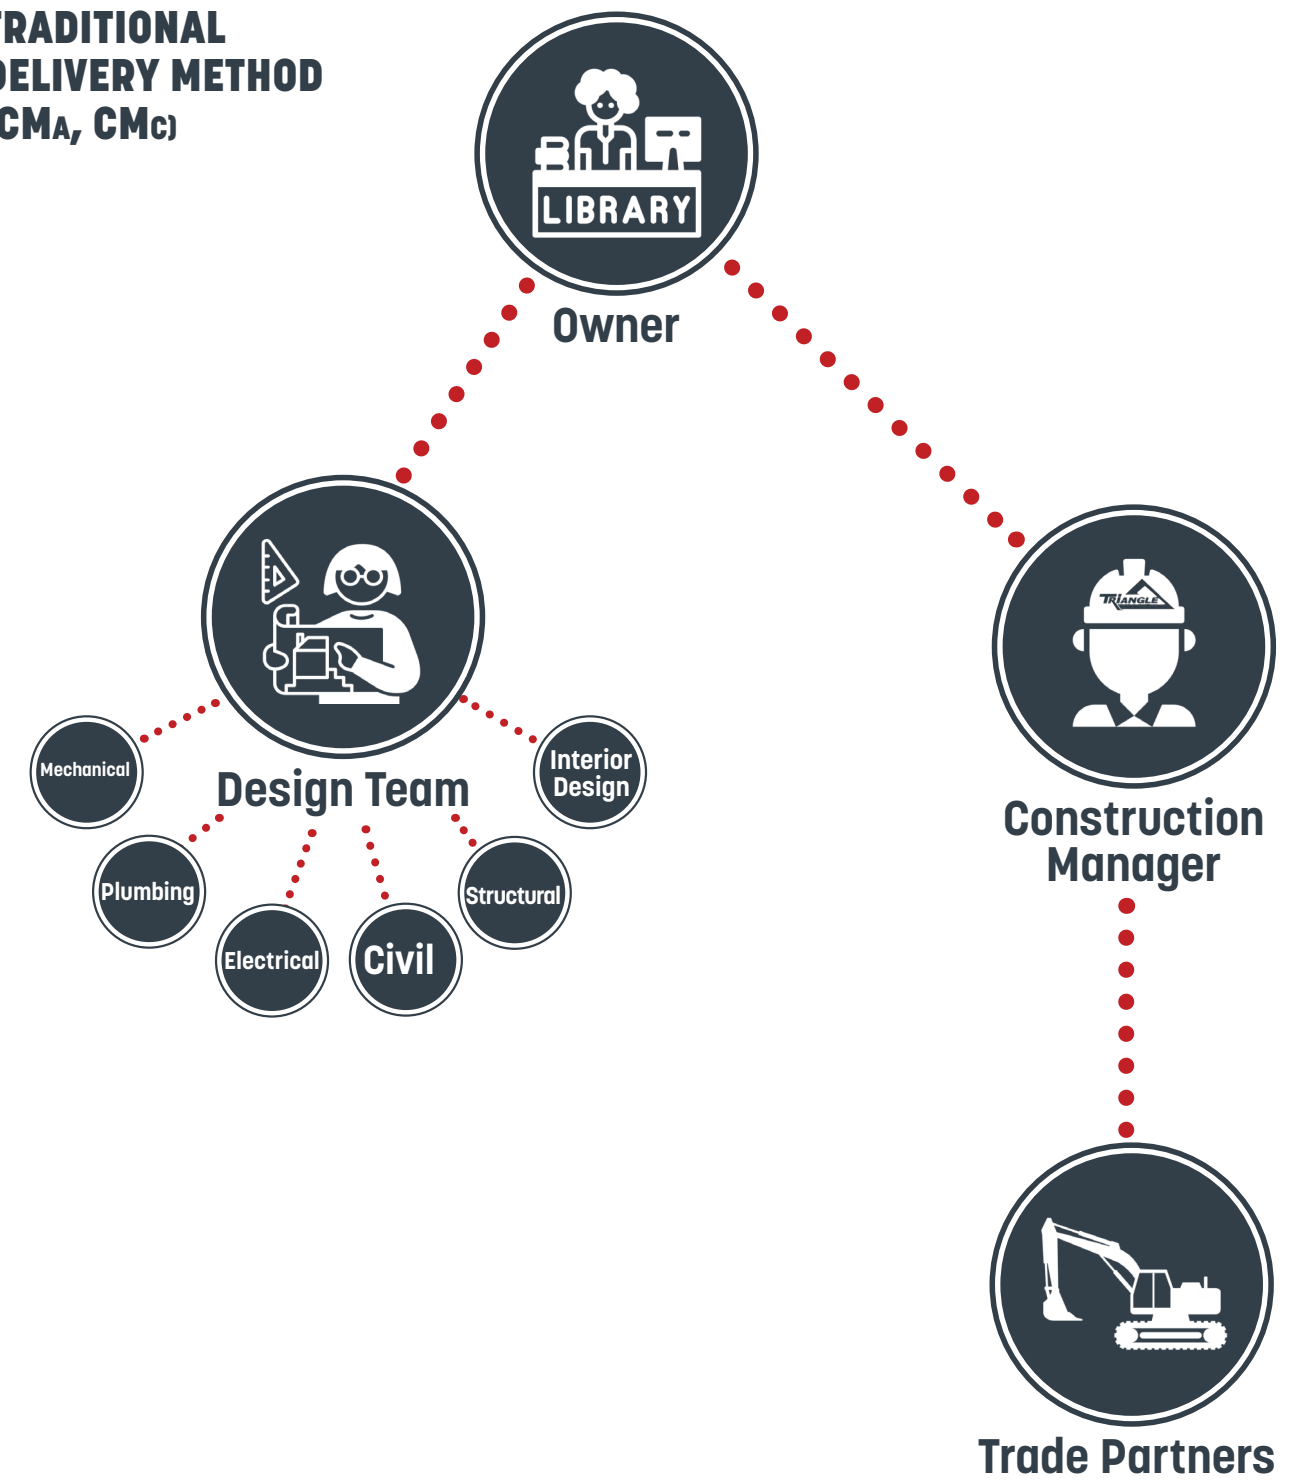 TRADITIONAL
DELIVERY METHOD
(CMA, CMC)
LIBRARY
Owner
TRIANGLE
Mechanical
Interior
Design
Design Team
Construction
Manager
Plumbing
Structural
Electrical
Civil
Trade Partners